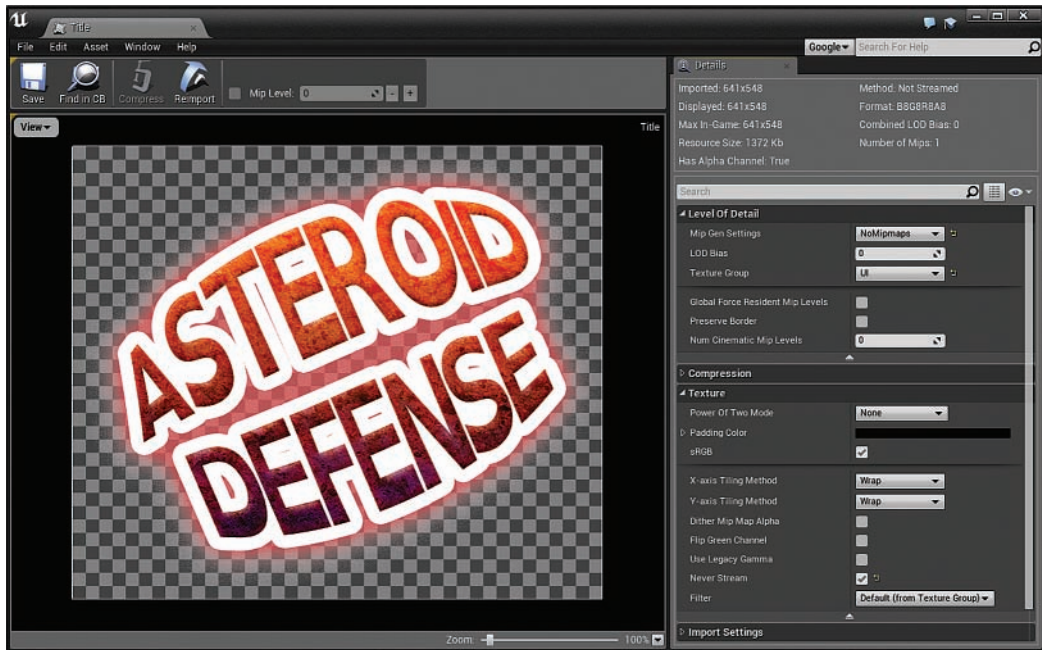 Title
File Edit Asset Window Help
Google Search For Help
Save Find in CB Compress Reimport Mip Level: 0 - +
View
Title
ASTEROID
DEFENSE
Zoom: 100%
Details
Imported: 641x548 Method: Not Streamed
Displayed: 641x548 Format: B8G8R8A8
Max In-Game: 641x548 Combined LOD Bias: 0
Resource Size: 1372 Kb Number of Mips: 1
Has Alpha Channel: True
Search
Level Of Detail
Mip Gen Settings NoMipmaps
LOD Bias 0
Texture Group UI
Global Force Resident Mip Levels
Preserve Border
Num Cinematic Mip Levels 0
Compression
Texture
Power Of Two Mode None
Padding Color
sRGB
X-axis Tiling Method Wrap
Y-axis Tiling Method Wrap
Dither Mip Map Alpha
Flip Green Channel
Use Legacy Gamma
Never Stream
Filter Default (from Texture Group)
Import Settings